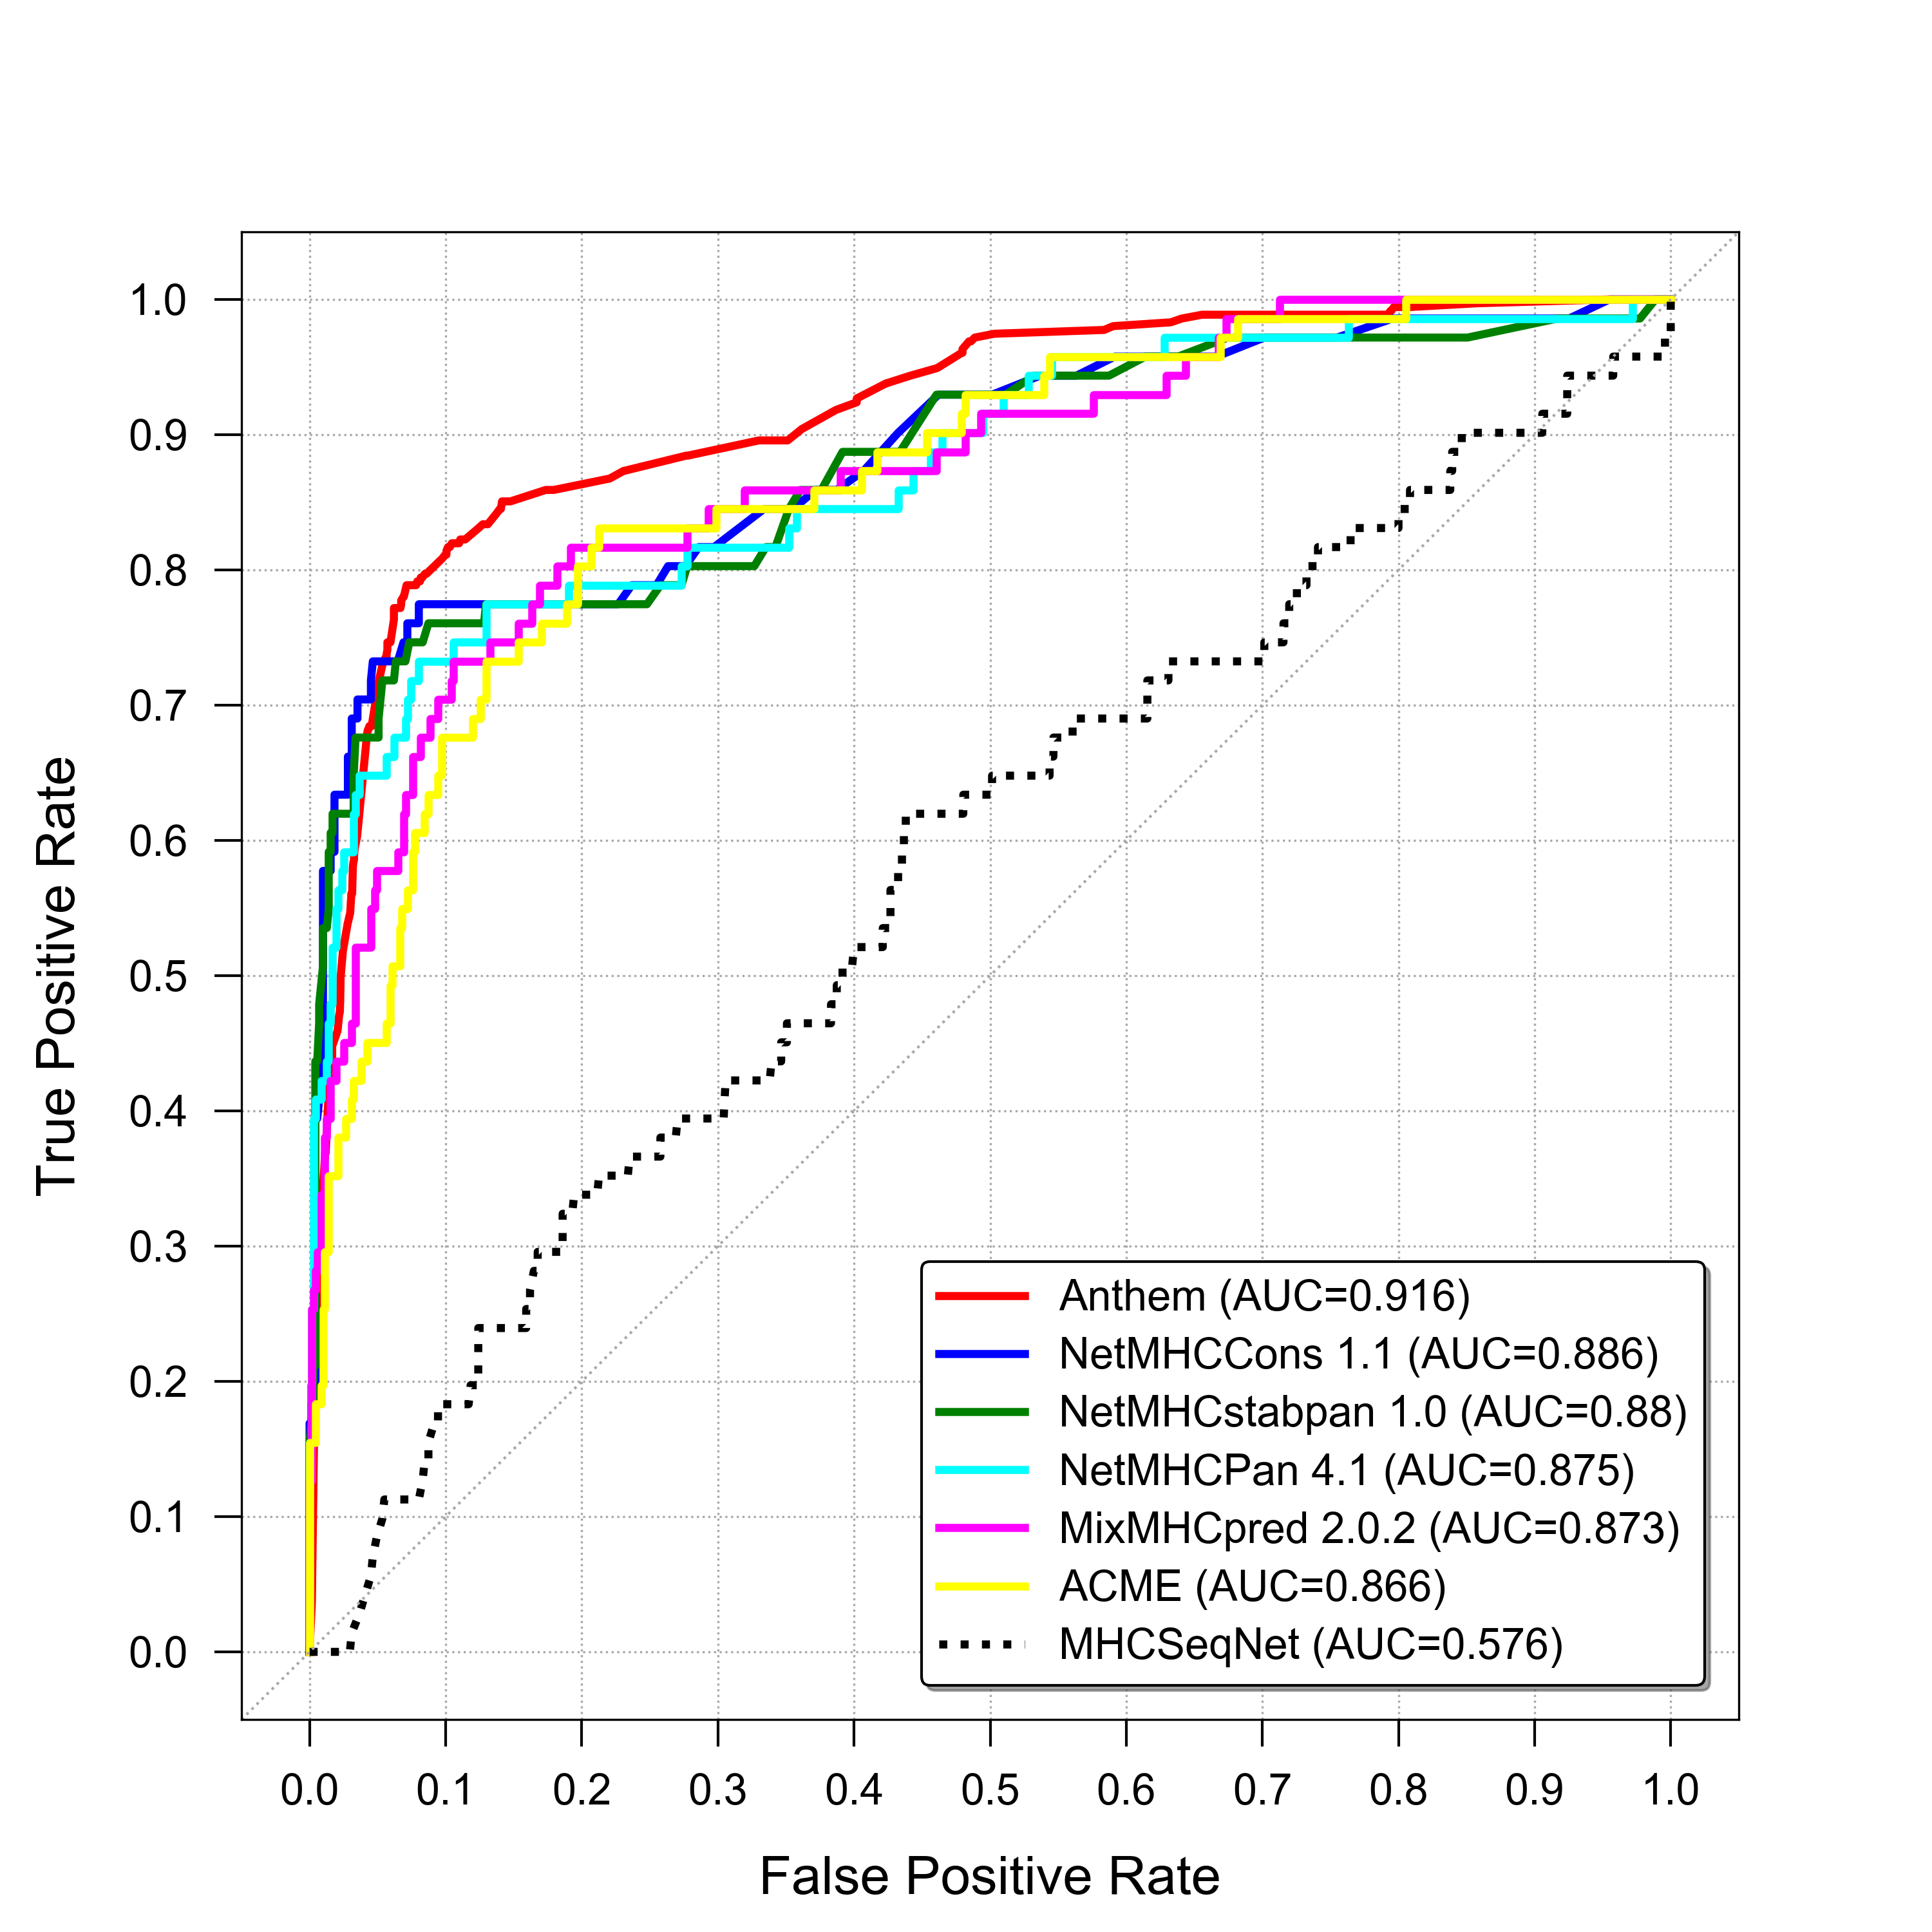 1.0
0.9
0.8
0.7
0.6
0.5
0.4
0.3
0.2
0.1
0.0
True Positive Rate
Anthem (AUC=0.916)
NetMHCCons 1.1 (AUC=0.886)
NetMHCstabpan 1.0 (AUC=0.88)
NetMHCPan 4.1 (AUC=0.875)
MixMHCpred 2.0.2 (AUC=0.873)
ACME (AUC=0.866)
MHCSeqNet (AUC=0.576)
0.0 0.1 0.2 0.3 0.4 0.5 0.6 0.7 0.8 0.9 1.0
False Positive Rate